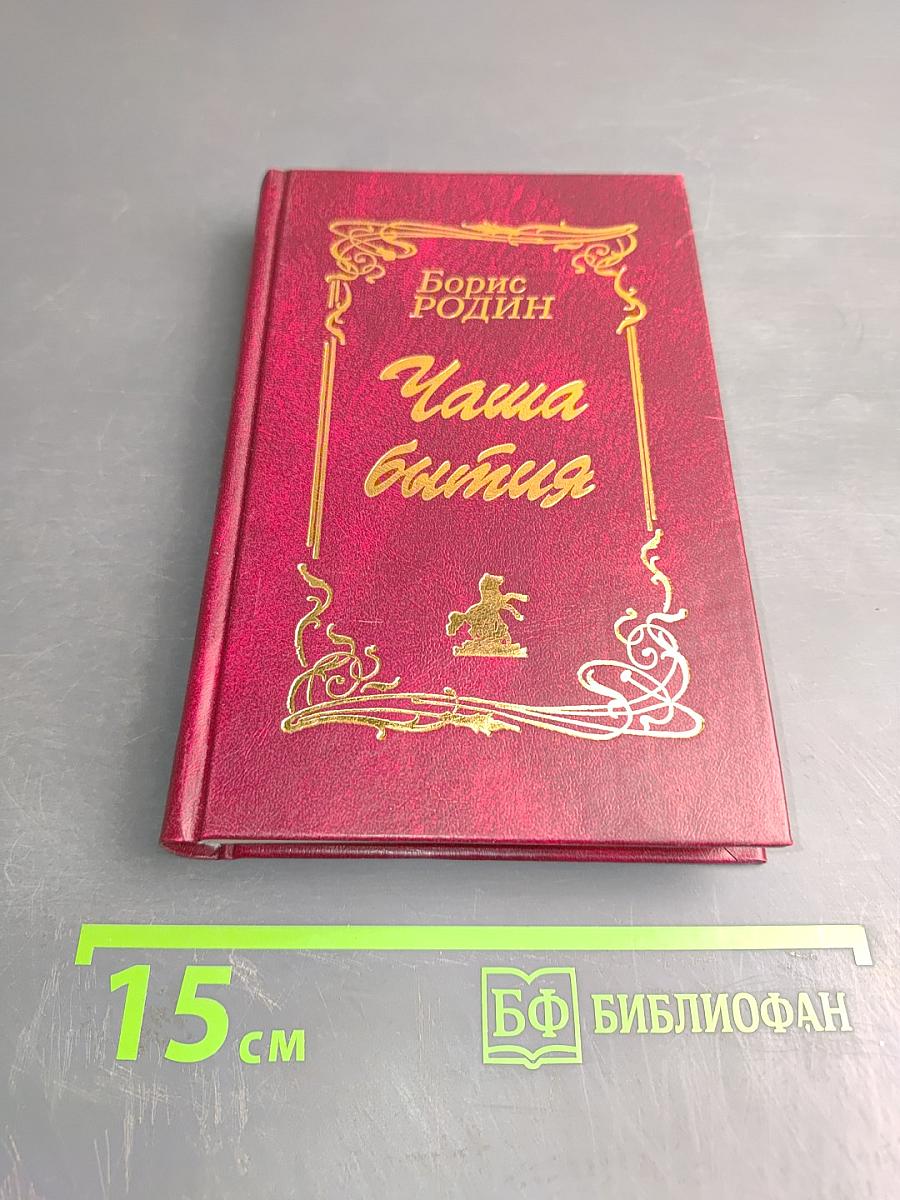 Борис
РОДИН
Чаша
бытия
15 см
БФ БИБЛИОФАН